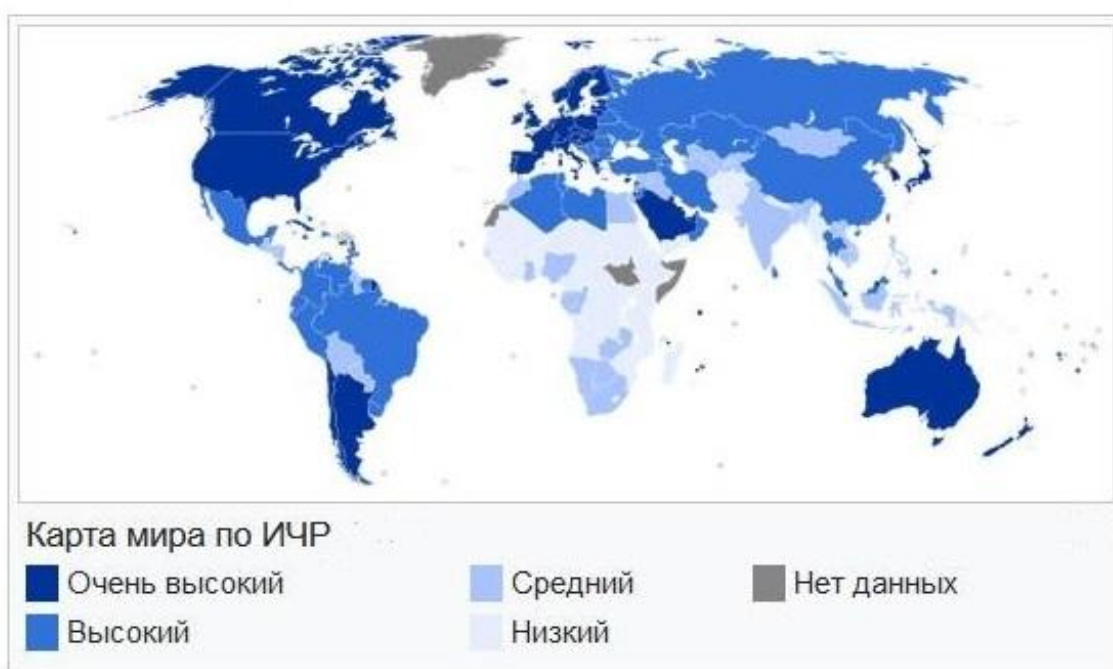 Карта мира по ИЧР
Очень высокий
Высокий
Средний
Низкий
Нет данных